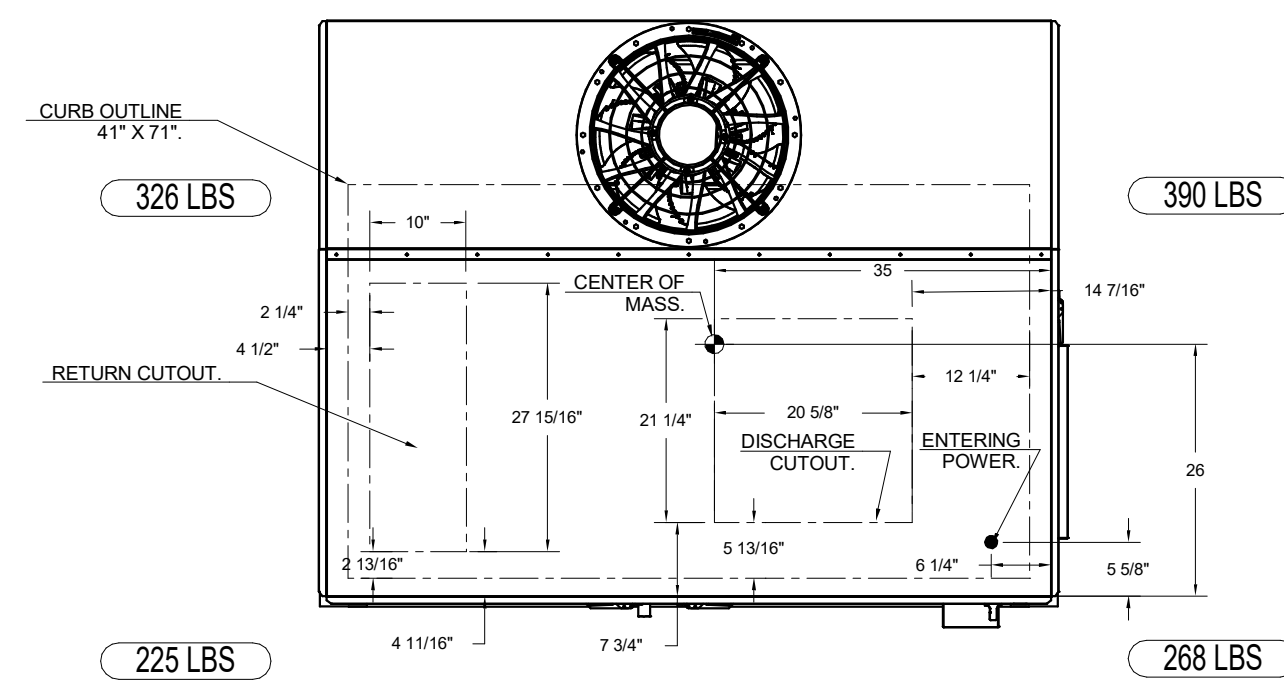 CURB OUTLINE
41" X 71".
326 LBS
390 LBS
10"
35
CENTER OF
MASS.
14 7/16"
2 1/4"
4 1/2"
RETURN CUTOUT.
12 1/4"
27 15/16"
21 1/4"
20 5/8"
DISCHARGE
CUTOUT.
ENTERING
POWER.
26
5 13/16"
2 13/16"
6 1/4"
5 5/8"
4 11/16"
7 3/4"
225 LBS
268 LBS